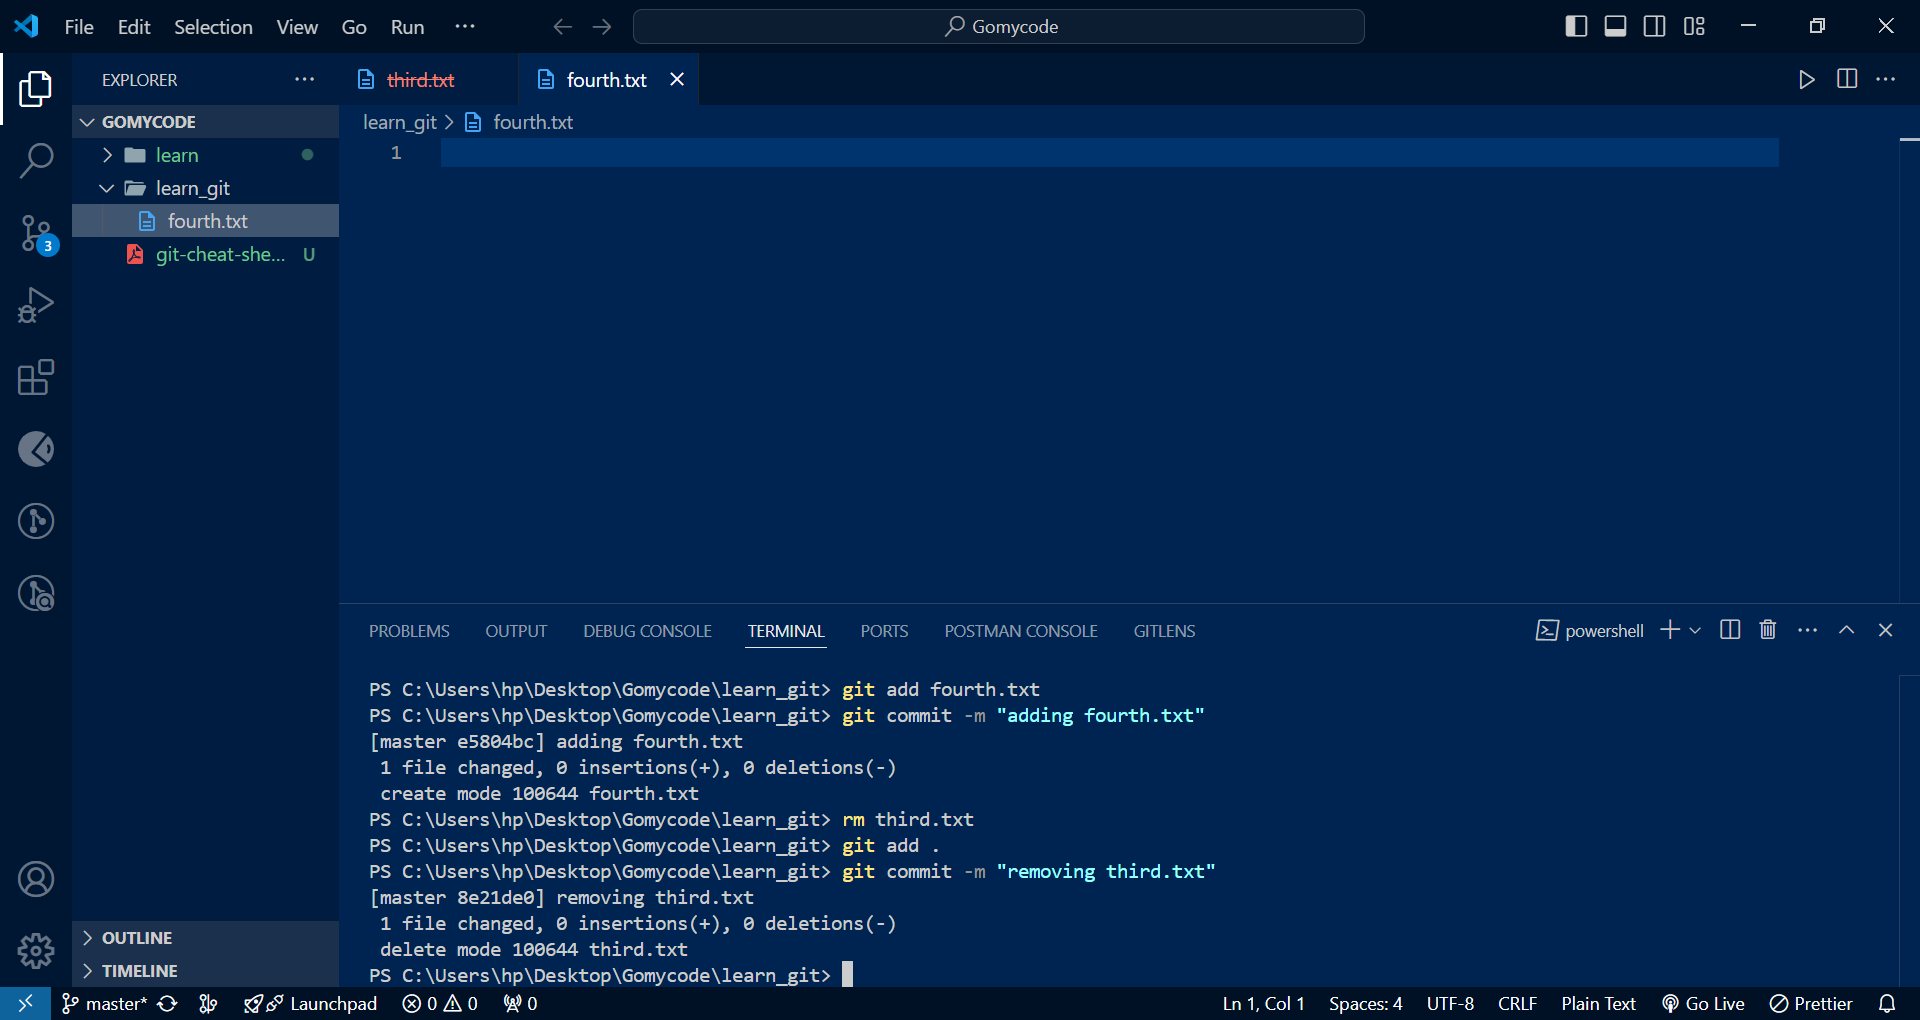 File Edit Selection View Go Run ··· Gomycode
EXPLORER ···
third.txt
fourth.txt
GOMYCODE
learn
learn_git
fourth.txt
git-cheat-she... U
3
learn_git > fourth.txt
1
PROBLEMS OUTPUT DEBUG CONSOLE TERMINAL PORTS POSTMAN CONSOLE GITLENS powershell
PS C:\Users\hp\Desktop\Gomycode\learn_git> git add fourth.txt
PS C:\Users\hp\Desktop\Gomycode\learn_git> git commit -m "adding fourth.txt"
[master e5804bc] adding fourth.txt
1 file changed, 0 insertions(+), 0 deletions(-)
create mode 100644 fourth.txt
PS C:\Users\hp\Desktop\Gomycode\learn_git> rm third.txt
PS C:\Users\hp\Desktop\Gomycode\learn_git> git add .
PS C:\Users\hp\Desktop\Gomycode\learn_git> git commit -m "removing third.txt"
[master 8e21de0] removing third.txt
1 file changed, 0 insertions(+), 0 deletions(-)
delete mode 100644 third.txt
PS C:\Users\hp\Desktop\Gomycode\learn_git>
OUTLINE
TIMELINE
master* Launchpad 0 0 0 Ln 1, Col 1 Spaces: 4 UTF-8 CRLF Plain Text Go Live Prettier